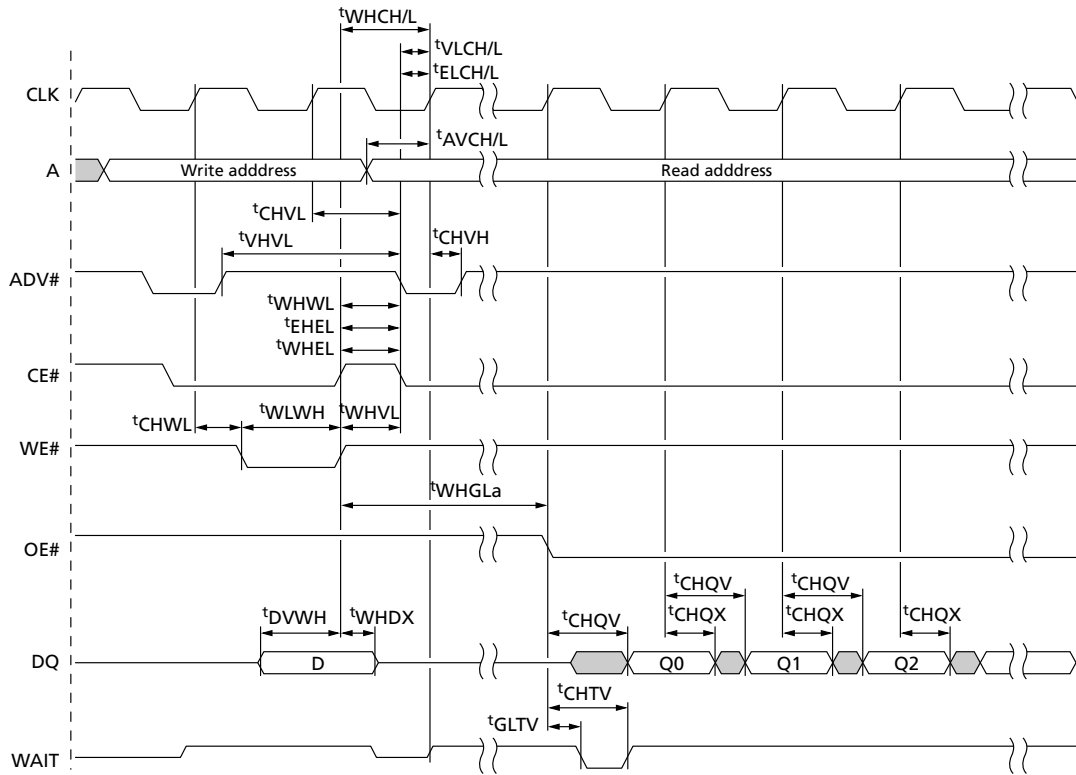 tWHCH/L
tVLCH/L
tELCH/L
CLK
tAVCH/L
A
Write adddress
Read adddress
tCHVL
tVHVL
tCHVH
ADV#
tWHWL
tEHEL
tWHEL
CE#
tCHWL
tWLWH
tWHVL
WE#
tWHGLa
OE#
tCHQV
tCHQV
tDVWH
tWHDX
tCHQV
tCHQX
tCHQX
tCHQX
DQ
D
Q0
Q1
Q2
tCHTV
tGLTV
WAIT